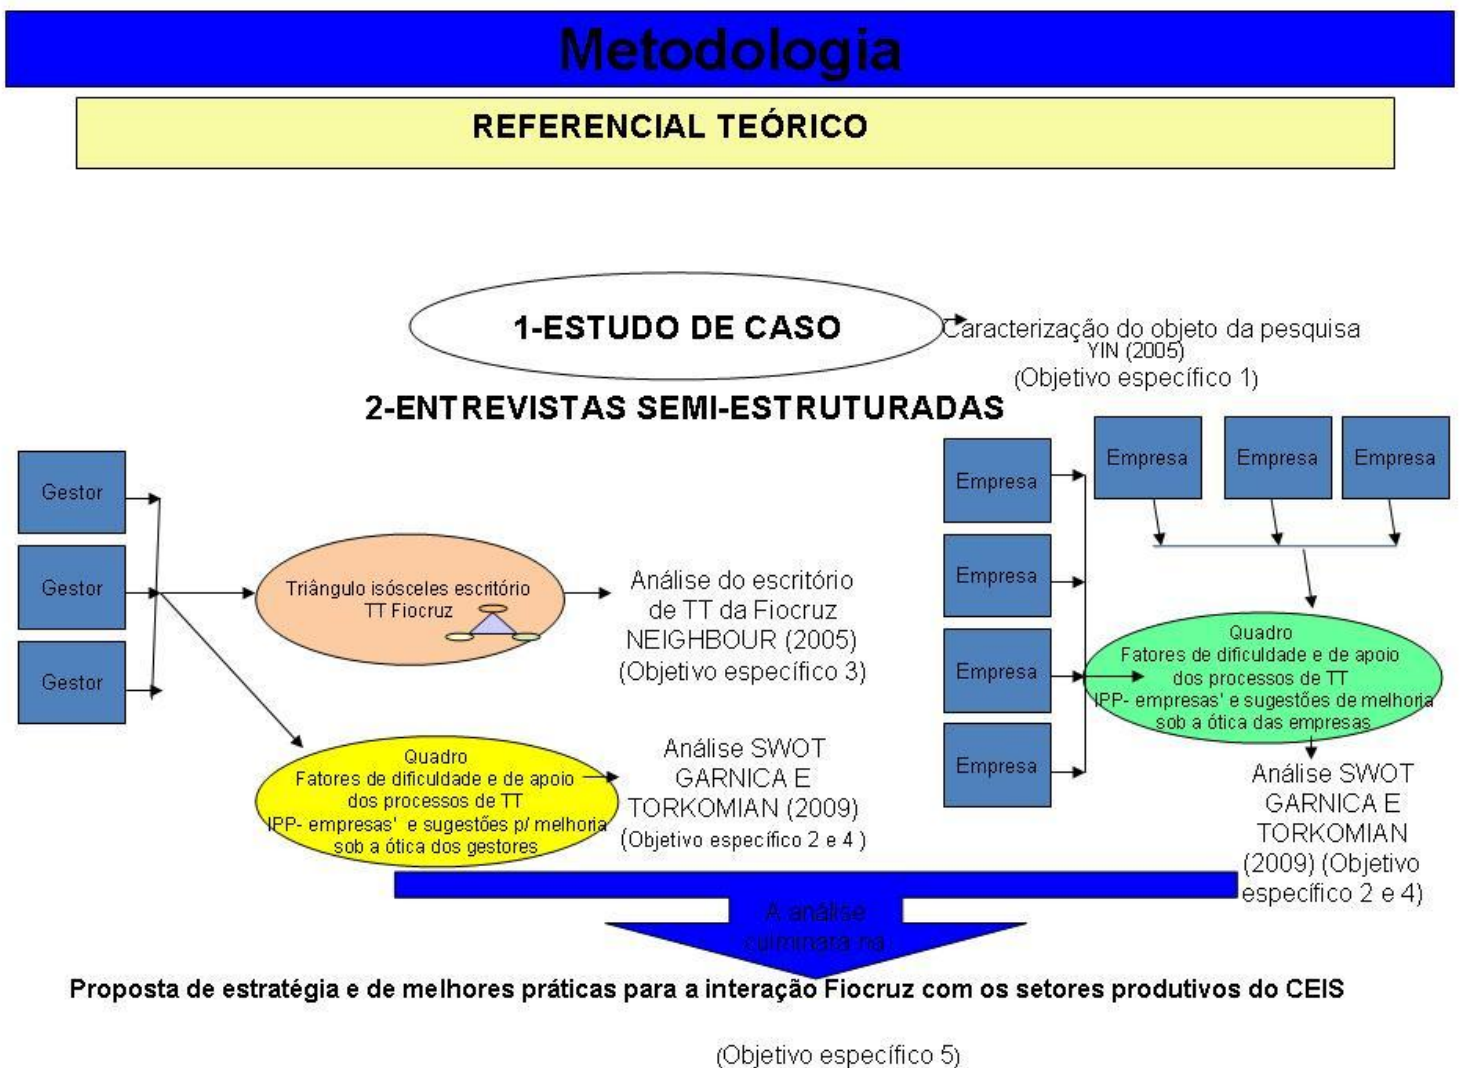 Metodologia
REFERENCIAL TEÓRICO
1-ESTUDO DE CASO
Caracterização do objeto da pesquisa
YIN (2005)
(Objetivo específico 1)
2-ENTREVISTAS SEMI-ESTRUTURADAS
Gestor
Gestor
Gestor
Triângulo isósceles escritório
TT Fiocruz
Análise do escritório
de TT da Fiocruz
NEIGHBOUR (2005)
(Objetivo específico 3)
Quadro
Fatores de dificuldade e de apoio
dos processos de TT
IPP- empresas' e sugestões p/ melhoria
sob a ótica dos gestores
Análise SWOT
GARNICA E
TORKOMIAN (2009)
(Objetivo específico 2 e 4 )
Empresa
Empresa
Empresa
Empresa
Empresa
Empresa
Empresa
Quadro
Fatores de dificuldade e de apoio
dos processos de TT
IPP- empresas' e sugestões de melhoria
sob a ótica das empresas
Análise SWOT
GARNICA E
TORKOMIAN
(2009) (Objetivo
específico 2 e 4)
A análise
culminara na
Proposta de estratégia e de melhores práticas para a interação Fiocruz com os setores produtivos do CEIS
(Objetivo específico 5)